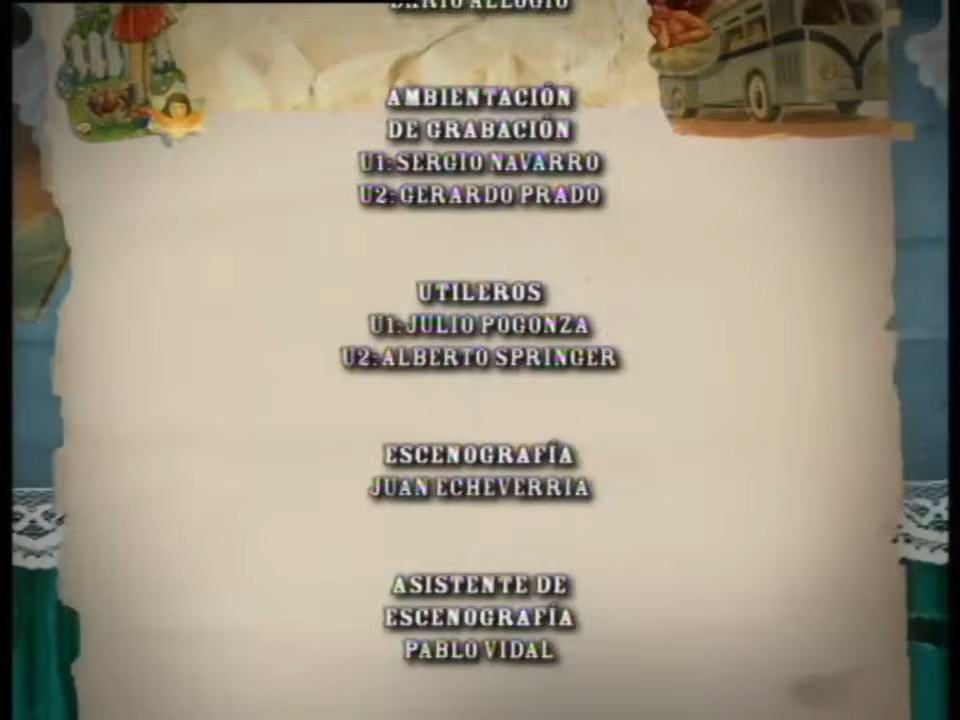 AMBIENTACIÓN
DE GRABACIÓN
U1: SERGIO NAVARRO
U2: GERARDO PRADO
UTILEROS
U1: JULIO POGONZA
U2: ALBERTO SPRINGER
ESCENOGRAFÍA
JUAN ECHEVERRIA
ASISTENTE DE
ESCENOGRAFÍA
PABLO VIDAL